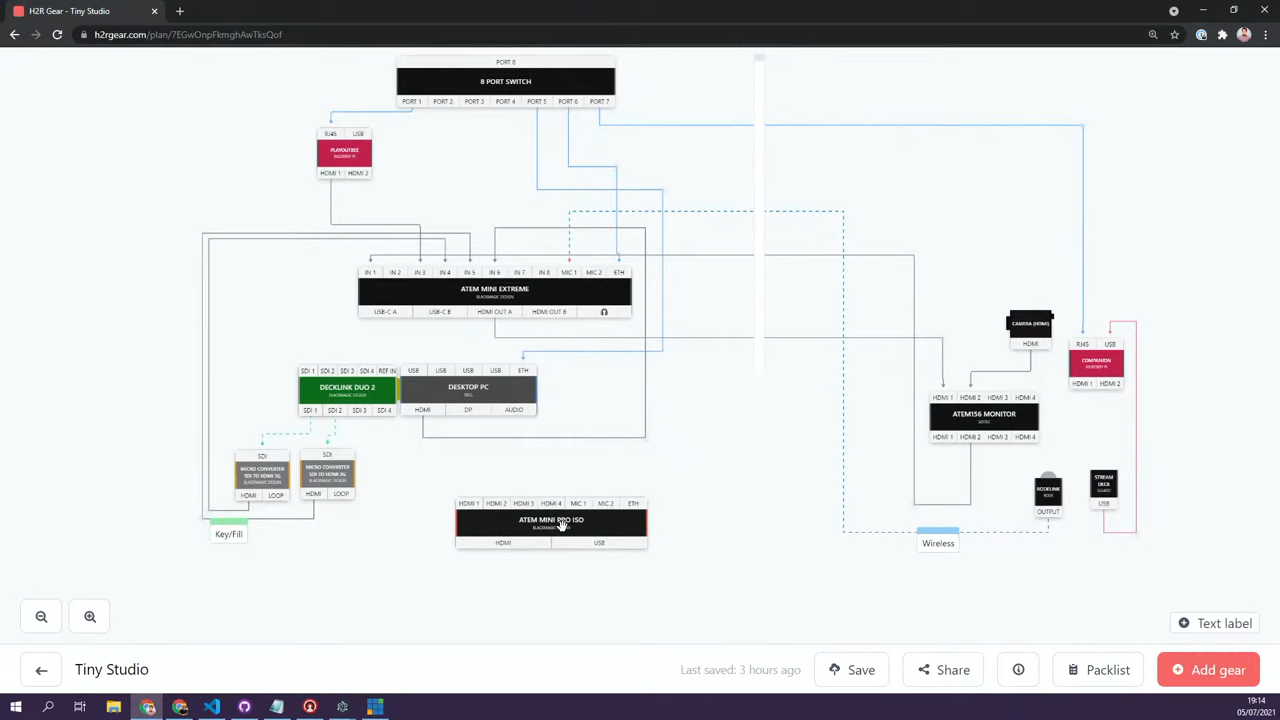 H2R Gear - Tiny Studio
h2rgear.com/plan/7EGwOnpFkmghAwTksQof
PORT 8
8 PORT SWITCH
PORT 1 PORT 2 PORT 3 PORT 4 PORT 5 PORT 6 PORT 7
RJ45 USB
PLAYOUTBEE
RASPBERRY PI
HDMI 1 HDMI 2
IN 1 IN 2 IN 3 IN 4 IN 5 IN 6 IN 7 IN 8 MIC 1 MIC 2 ETH
ATEM MINI EXTREME
BLACKMAGIC DESIGN
USB-C A USB-C B HDMI OUT A HDMI OUT B
CAMERA (HDMI)
HDMI
RJ45 USB
COMPANION
RASPBERRY PI
HDMI 1 HDMI 2
SDI 1 SDI 2 SDI 3 SDI 4 REF IN
DECKLINK DUO 2
BLACKMAGIC DESIGN
SDI 1 SDI 2 SDI 3 SDI 4
USB USB USB USB ETH
DESKTOP PC
DELL
HDMI DP AUDIO
HDMI 1 HDMI 2 HDMI 3 HDMI 4
ATEM156 MONITOR
HDMI 1 HDMI 2 HDMI 3 HDMI 4
SDI
MICRO CONVERTER
SDI TO HDMI 3G
BLACKMAGIC DESIGN
HDMI LOOP
SDI
MICRO CONVERTER
SDI TO HDMI 3G
BLACKMAGIC DESIGN
HDMI LOOP
Key/Fill
HDMI 1 HDMI 2 HDMI 3 HDMI 4 MIC 1 MIC 2 ETH
ATEM MINI PRO ISO
HDMI USB
RODELINK
RODE
OUTPUT
STREAM
DECK
ELGATO
USB
Wireless
Text label
Tiny Studio
Last saved: 3 hours ago
Save
Share
Packlist
Add gear
19:14
05/07/2021